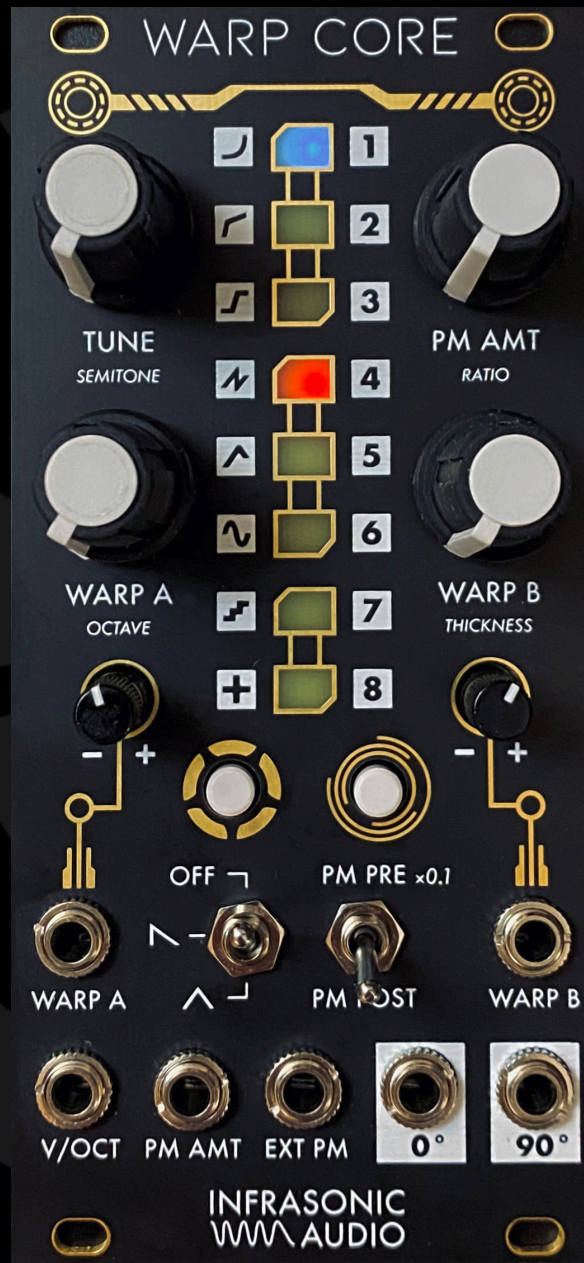 WARP CORE
1
2
3
TUNE
SEMITONE
PM AMT
RATIO
4
5
6
WARP A
OCTAVE
WARP B
THICKNESS
7
8
− +
− +
OFF
PM PRE ×0.1
PM POST
WARP A
WARP B
V/OCT PM AMT EXT PM 0° 90°
INFRASONIC
AUDIO